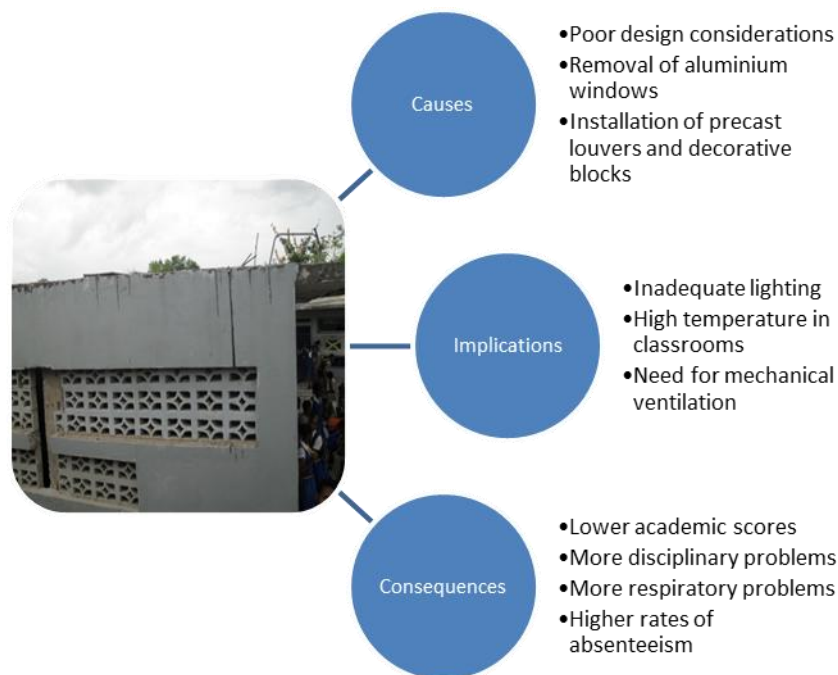 Causes
•Poor design considerations
•Removal of aluminium
windows
•Installation of precast
louvers and decorative
blocks
Implications
•Inadequate lighting
•High temperature in
classrooms
•Need for mechanical
ventilation
Consequences
•Lower academic scores
•More disciplinary problems
•More respiratory problems
•Higher rates of
absenteeism